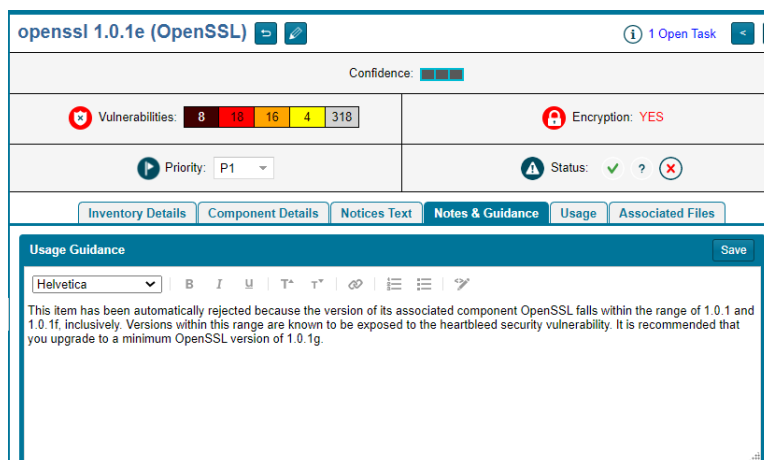 openssl 1.0.1e (OpenSSL)
1 Open Task <
Confidence:
Vulnerabilities: 8 18 16 4 318
Encryption: YES
Priority: P1
Status: ?
Inventory Details Component Details Notices Text Notes & Guidance Usage Associated Files
Usage Guidance Save
Helvetica B I U T T
This item has been automatically rejected because the version of its associated component OpenSSL falls within the range of 1.0.1 and
1.0.1f, inclusively. Versions within this range are known to be exposed to the heartbleed security vulnerability. It is recommended that
you upgrade to a minimum OpenSSL version of 1.0.1g.